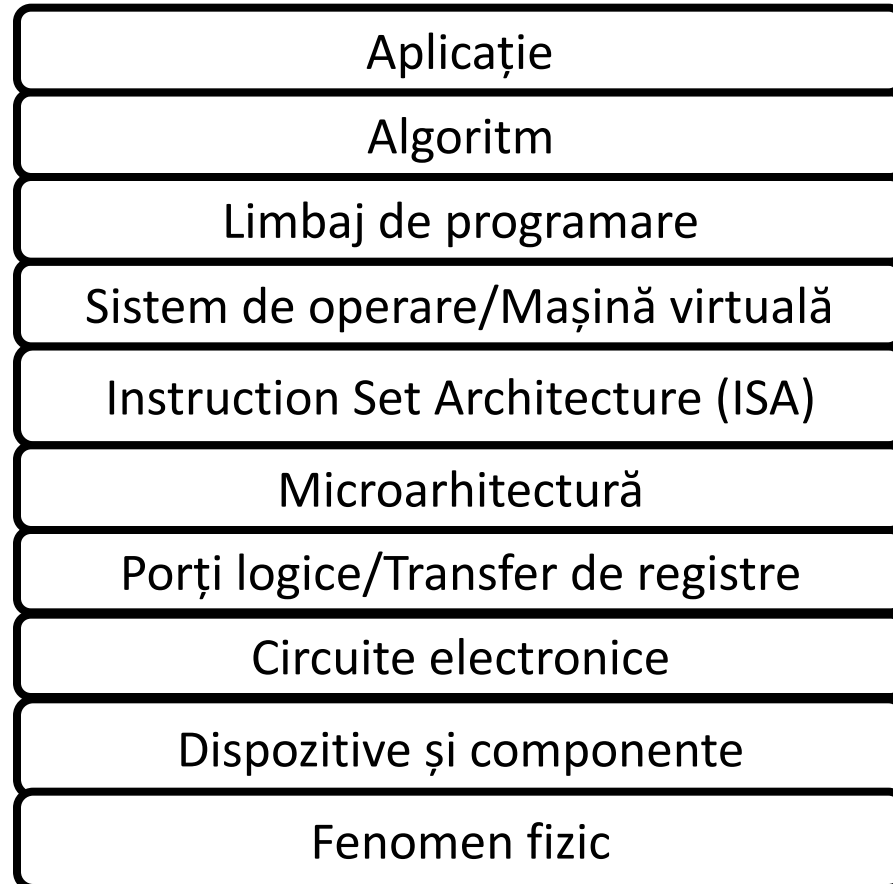 Aplicație
Algoritm
Limbaj de programare
Sistem de operare/Mașină virtuală
Instruction Set Architecture (ISA)
Microarhitectură
Porți logice/Transfer de registre
Circuite electronice
Dispozitive și componente
Fenomen fizic